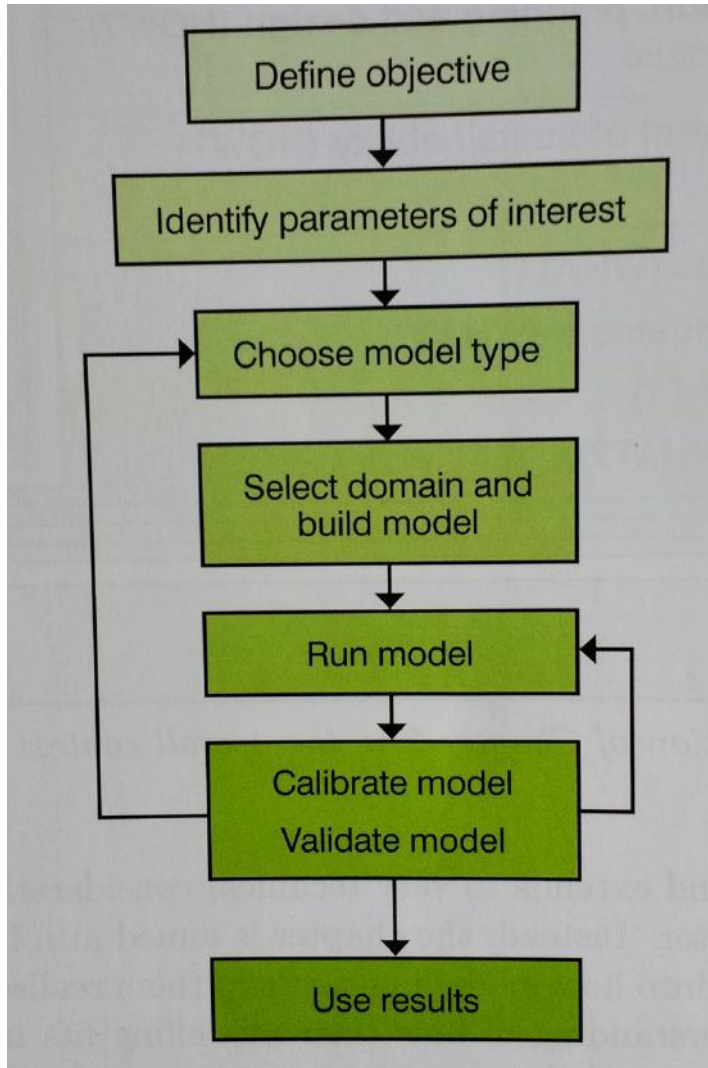 Define objective
Identify parameters of interest
Choose model type
Select domain and
build model
Run model
Calibrate model
Validate model
Use results